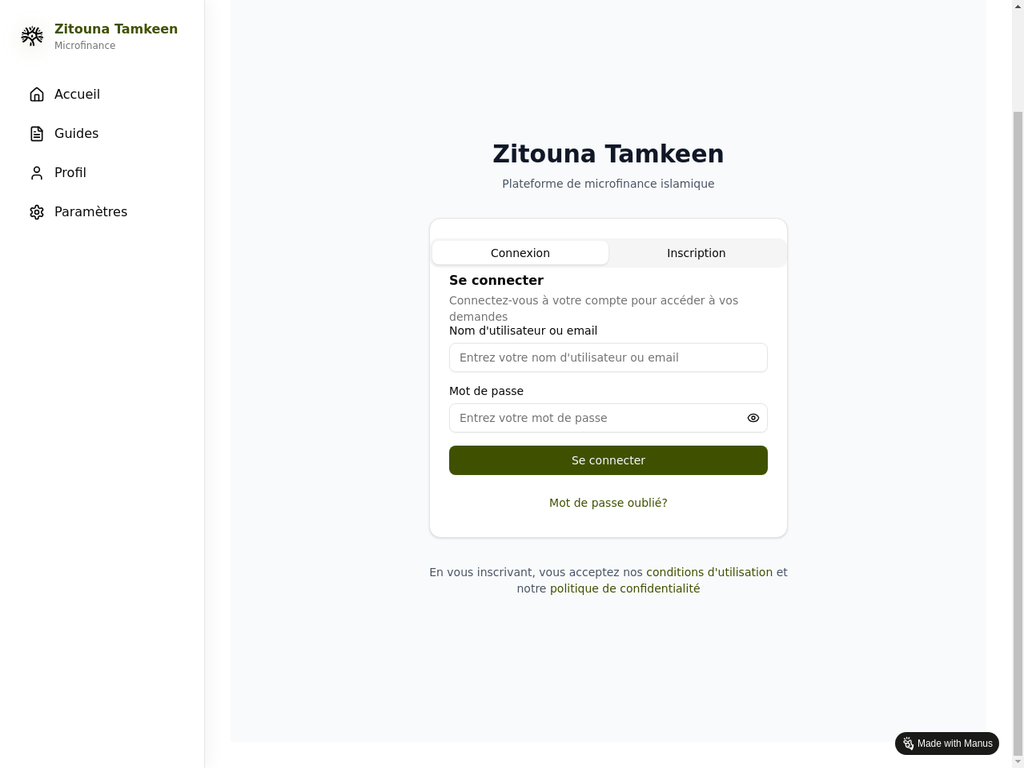 Zitouna Tamkeen
Microfinance
Accueil
Guides
Profil
Paramètres
Zitouna Tamkeen
Plateforme de microfinance islamique
Connexion
Inscription
Se connecter
Connectez-vous à votre compte pour accéder à vos
demandes
Nom d'utilisateur ou email
Entrez votre nom d'utilisateur ou email
Mot de passe
Entrez votre mot de passe
Se connecter
Mot de passe oublié?
En vous inscrivant, vous acceptez nos conditions d'utilisation et
notre politique de confidentialité
Made with Manus